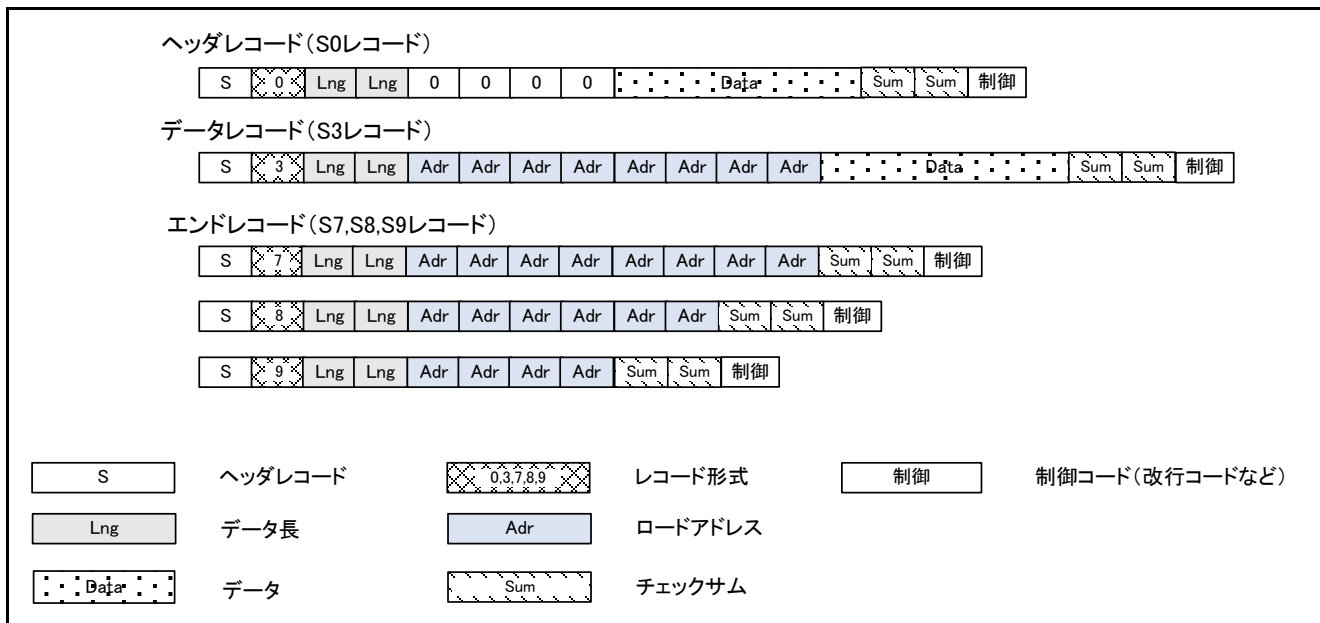 ヘッダレコード(S0レコード)
S 0 Lng Lng 0 0 0 0 Data Sum Sum 制御
データレコード(S3レコード)
S 3 Lng Lng Adr Adr Adr Adr Adr Adr Adr Adr Data Sum Sum 制御
エンドレコード(S7,S8,S9レコード)
S 7 Lng Lng Adr Adr Adr Adr Adr Adr Adr Adr Sum Sum 制御
S 8 Lng Lng Adr Adr Adr Adr Adr Adr Sum Sum 制御
S 9 Lng Lng Adr Adr Adr Adr Sum Sum 制御
S ヘッダレコード 0,3,7,8,9 レコード形式 制御 制御コード(改行コードなど)
Lng データ長 Adr ロードアドレス
Data データ Sum チェックサム